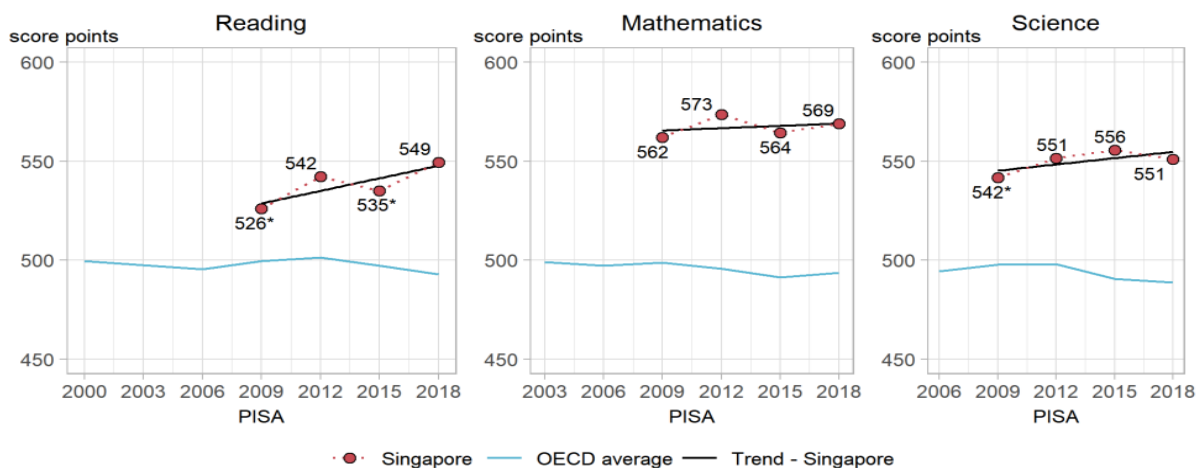 Reading
score points
600
550
500
450
526*
542
535*
549
2000 2003 2006 2009 2012 2015 2018
PISA
Mathematics
score points
600
550
500
450
562
573
564
569
2003 2006 2009 2012 2015 2018
PISA
Science
score points
600
550
500
450
542*
551
556
551
2006 2009 2012 2015 2018
PISA
Singapore OECD average Trend - Singapore